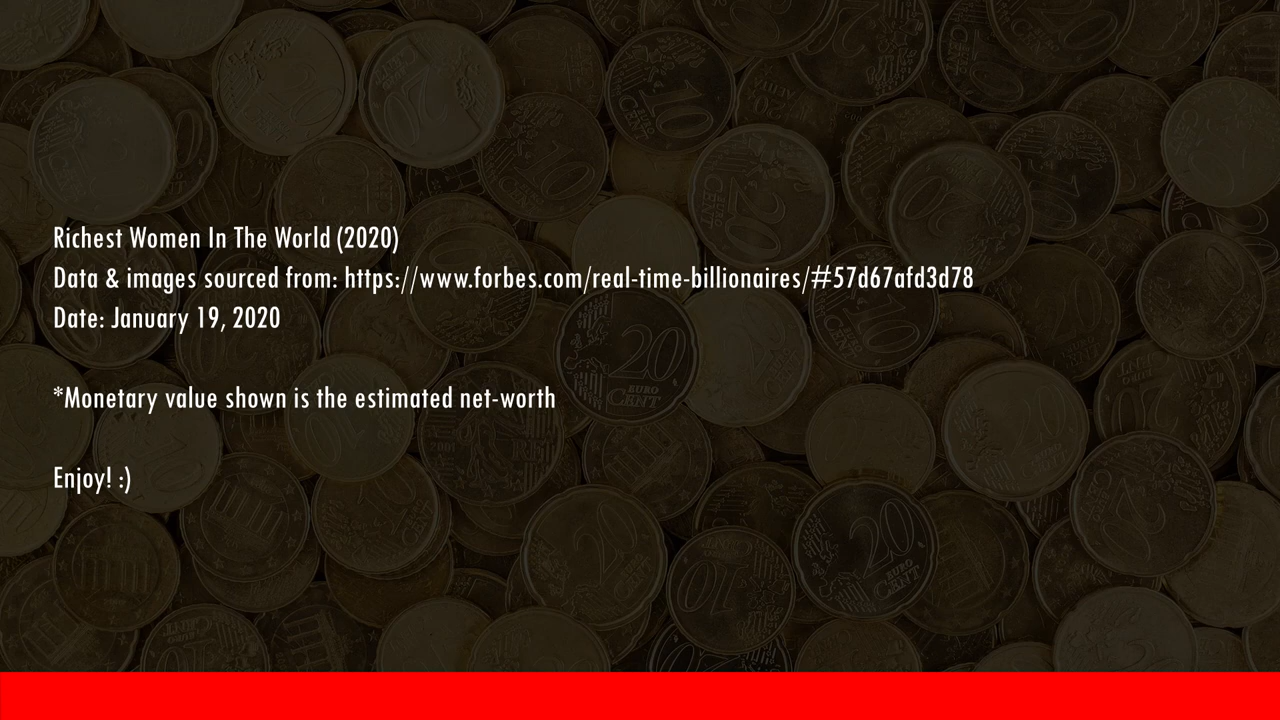 Richest Women In The World (2020)
Data & images sourced from: https://www.forbes.com/real-time-billionaires/#57d67afd3d78
Date: January 19, 2020
*Monetary value shown is the estimated net-worth
Enjoy! :)